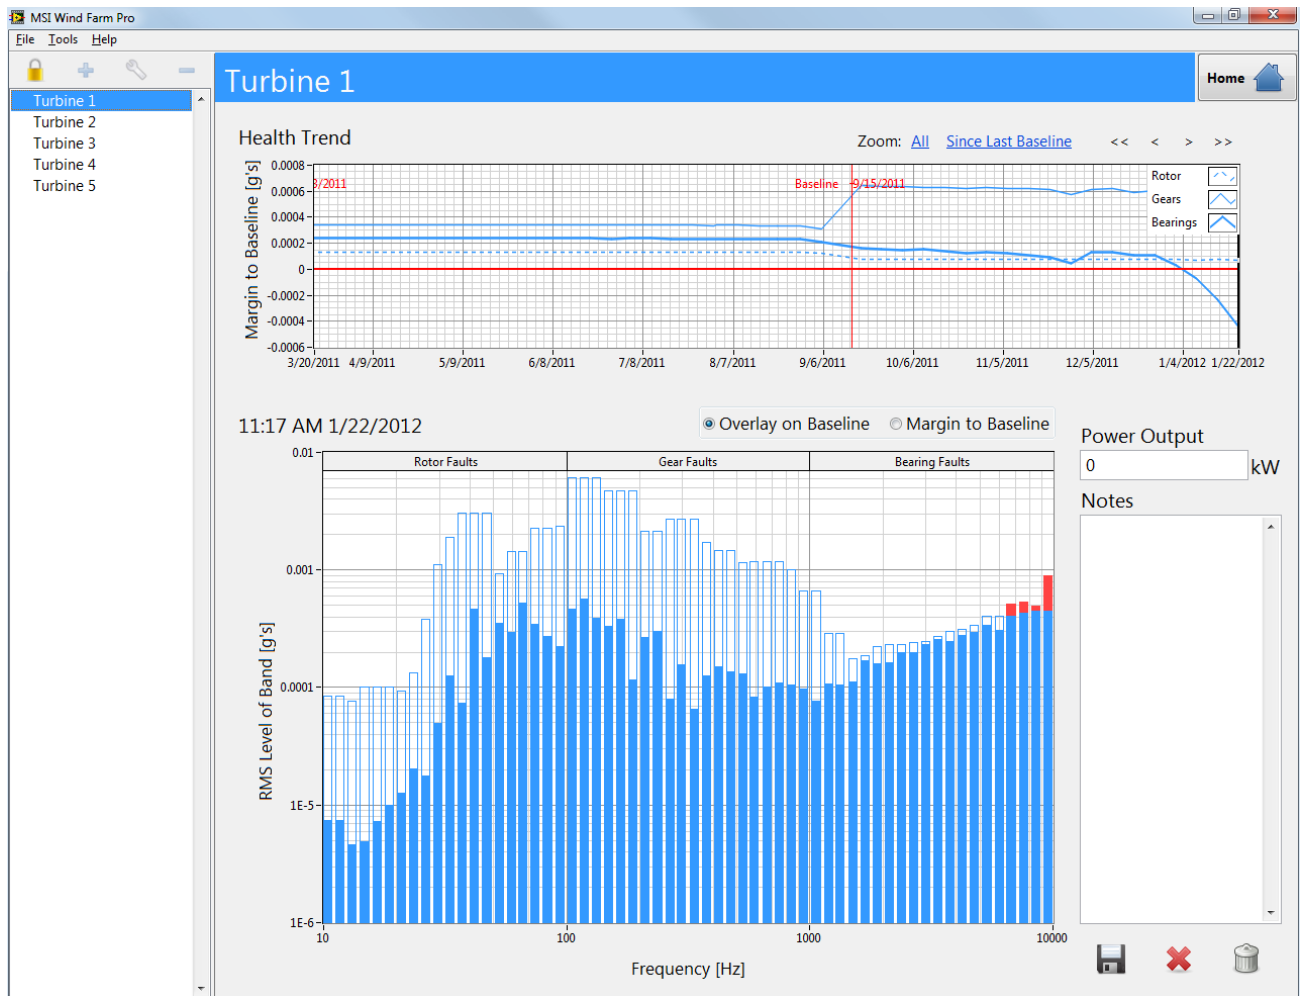 MSI Wind Farm Pro
File Tools Help
Turbine 1
Turbine 2
Turbine 3
Turbine 4
Turbine 5
Turbine 1
Home
Health Trend
Zoom: All Since Last Baseline << < > >>
Margin to Baseline [g's]
0.0008
0.0006
0.0004
0.0002
0
-0.0002
-0.0004
-0.0006
3/2011
Baseline 9/15/2011
Rotor
Gears
Bearings
3/20/2011 4/9/2011 5/9/2011 6/8/2011 7/8/2011 8/7/2011 9/6/2011 10/6/2011 11/5/2011 12/5/2011 1/4/2012 1/22/2012
11:17 AM 1/22/2012
Overlay on Baseline Margin to Baseline
Rotor Faults Gear Faults Bearing Faults
RMS Level of Band [g's]
0.01
0.001
0.0001
1E-5
1E-6
10 100 1000 10000
Frequency [Hz]
Power Output
0 kW
Notes